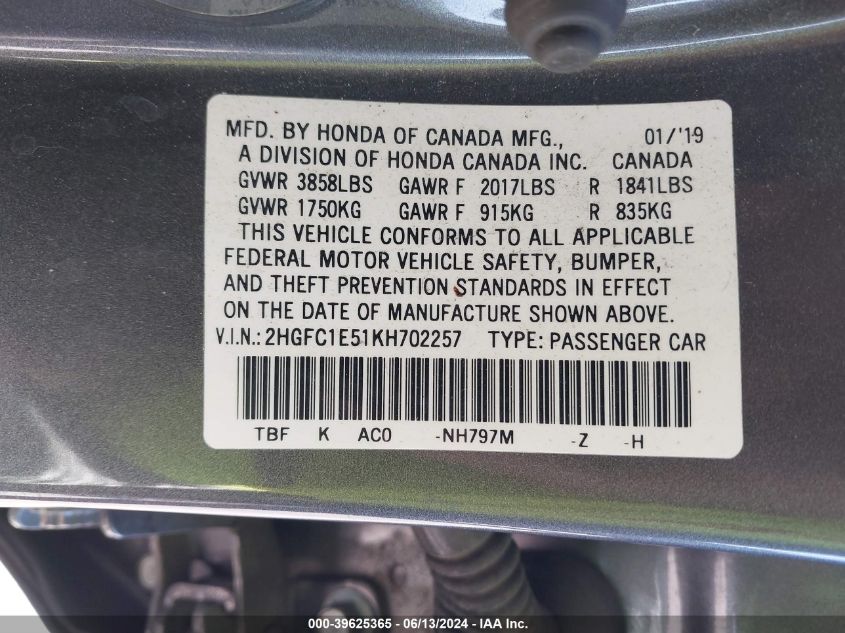 MFD. BY HONDA OF CANADA MFG., 01/'19
A DIVISION OF HONDA CANADA INC. CANADA
GVWR 3858LBS GAWR F 2017LBS R 1841LBS
GVWR 1750KG GAWR F 915KG R 835KG
THIS VEHICLE CONFORMS TO ALL APPLICABLE
FEDERAL MOTOR VEHICLE SAFETY, BUMPER,
AND THEFT PREVENTION STANDARDS IN EFFECT
ON THE DATE OF MANUFACTURE SHOWN ABOVE.
V.I.N.: 2HGFC1E51KH702257 TYPE: PASSENGER CAR
TBF K AC0 -NH797M -Z -H
000-39625365 - 06/13/2024 - IAA Inc.